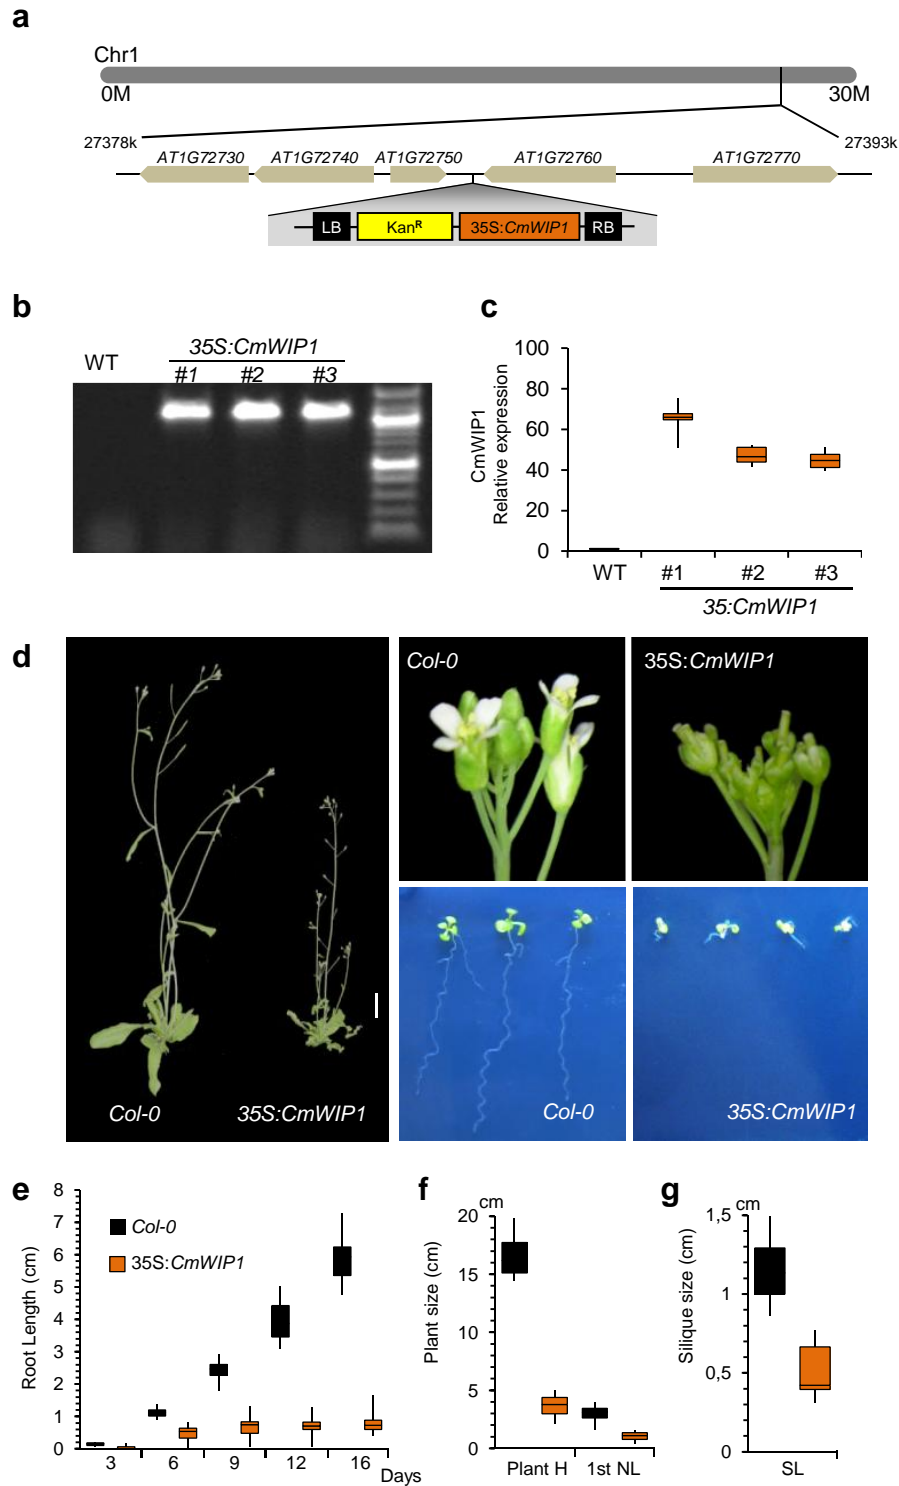 a
Chr1
0M
30M
27378k
27393k
AT1G72730 AT1G72740 AT1G72750 AT1G72760 AT1G72770
LB Kanᴿ 35S:CmWIP1 RB
b
WT
35S:CmWIP1
#1 #2 #3
c
CmWIP1
Relative expression
100
80
60
40
20
0
WT #1 #2 #3
35:CmWIP1
d
Col-0
35S:CmWIP1
Col-0
35S:CmWIP1
Col-0
35S:CmWIP1
e
Root Length (cm)
8
7
6
5
4
3
2
1
0
Col-0
35S:CmWIP1
3 6 9 12 16
Days
f
cm
Plant size (cm)
20
15
10
5
0
Plant H 1st NL
g
cm
Silique size (cm)
1,5
1
0,5
0
SL